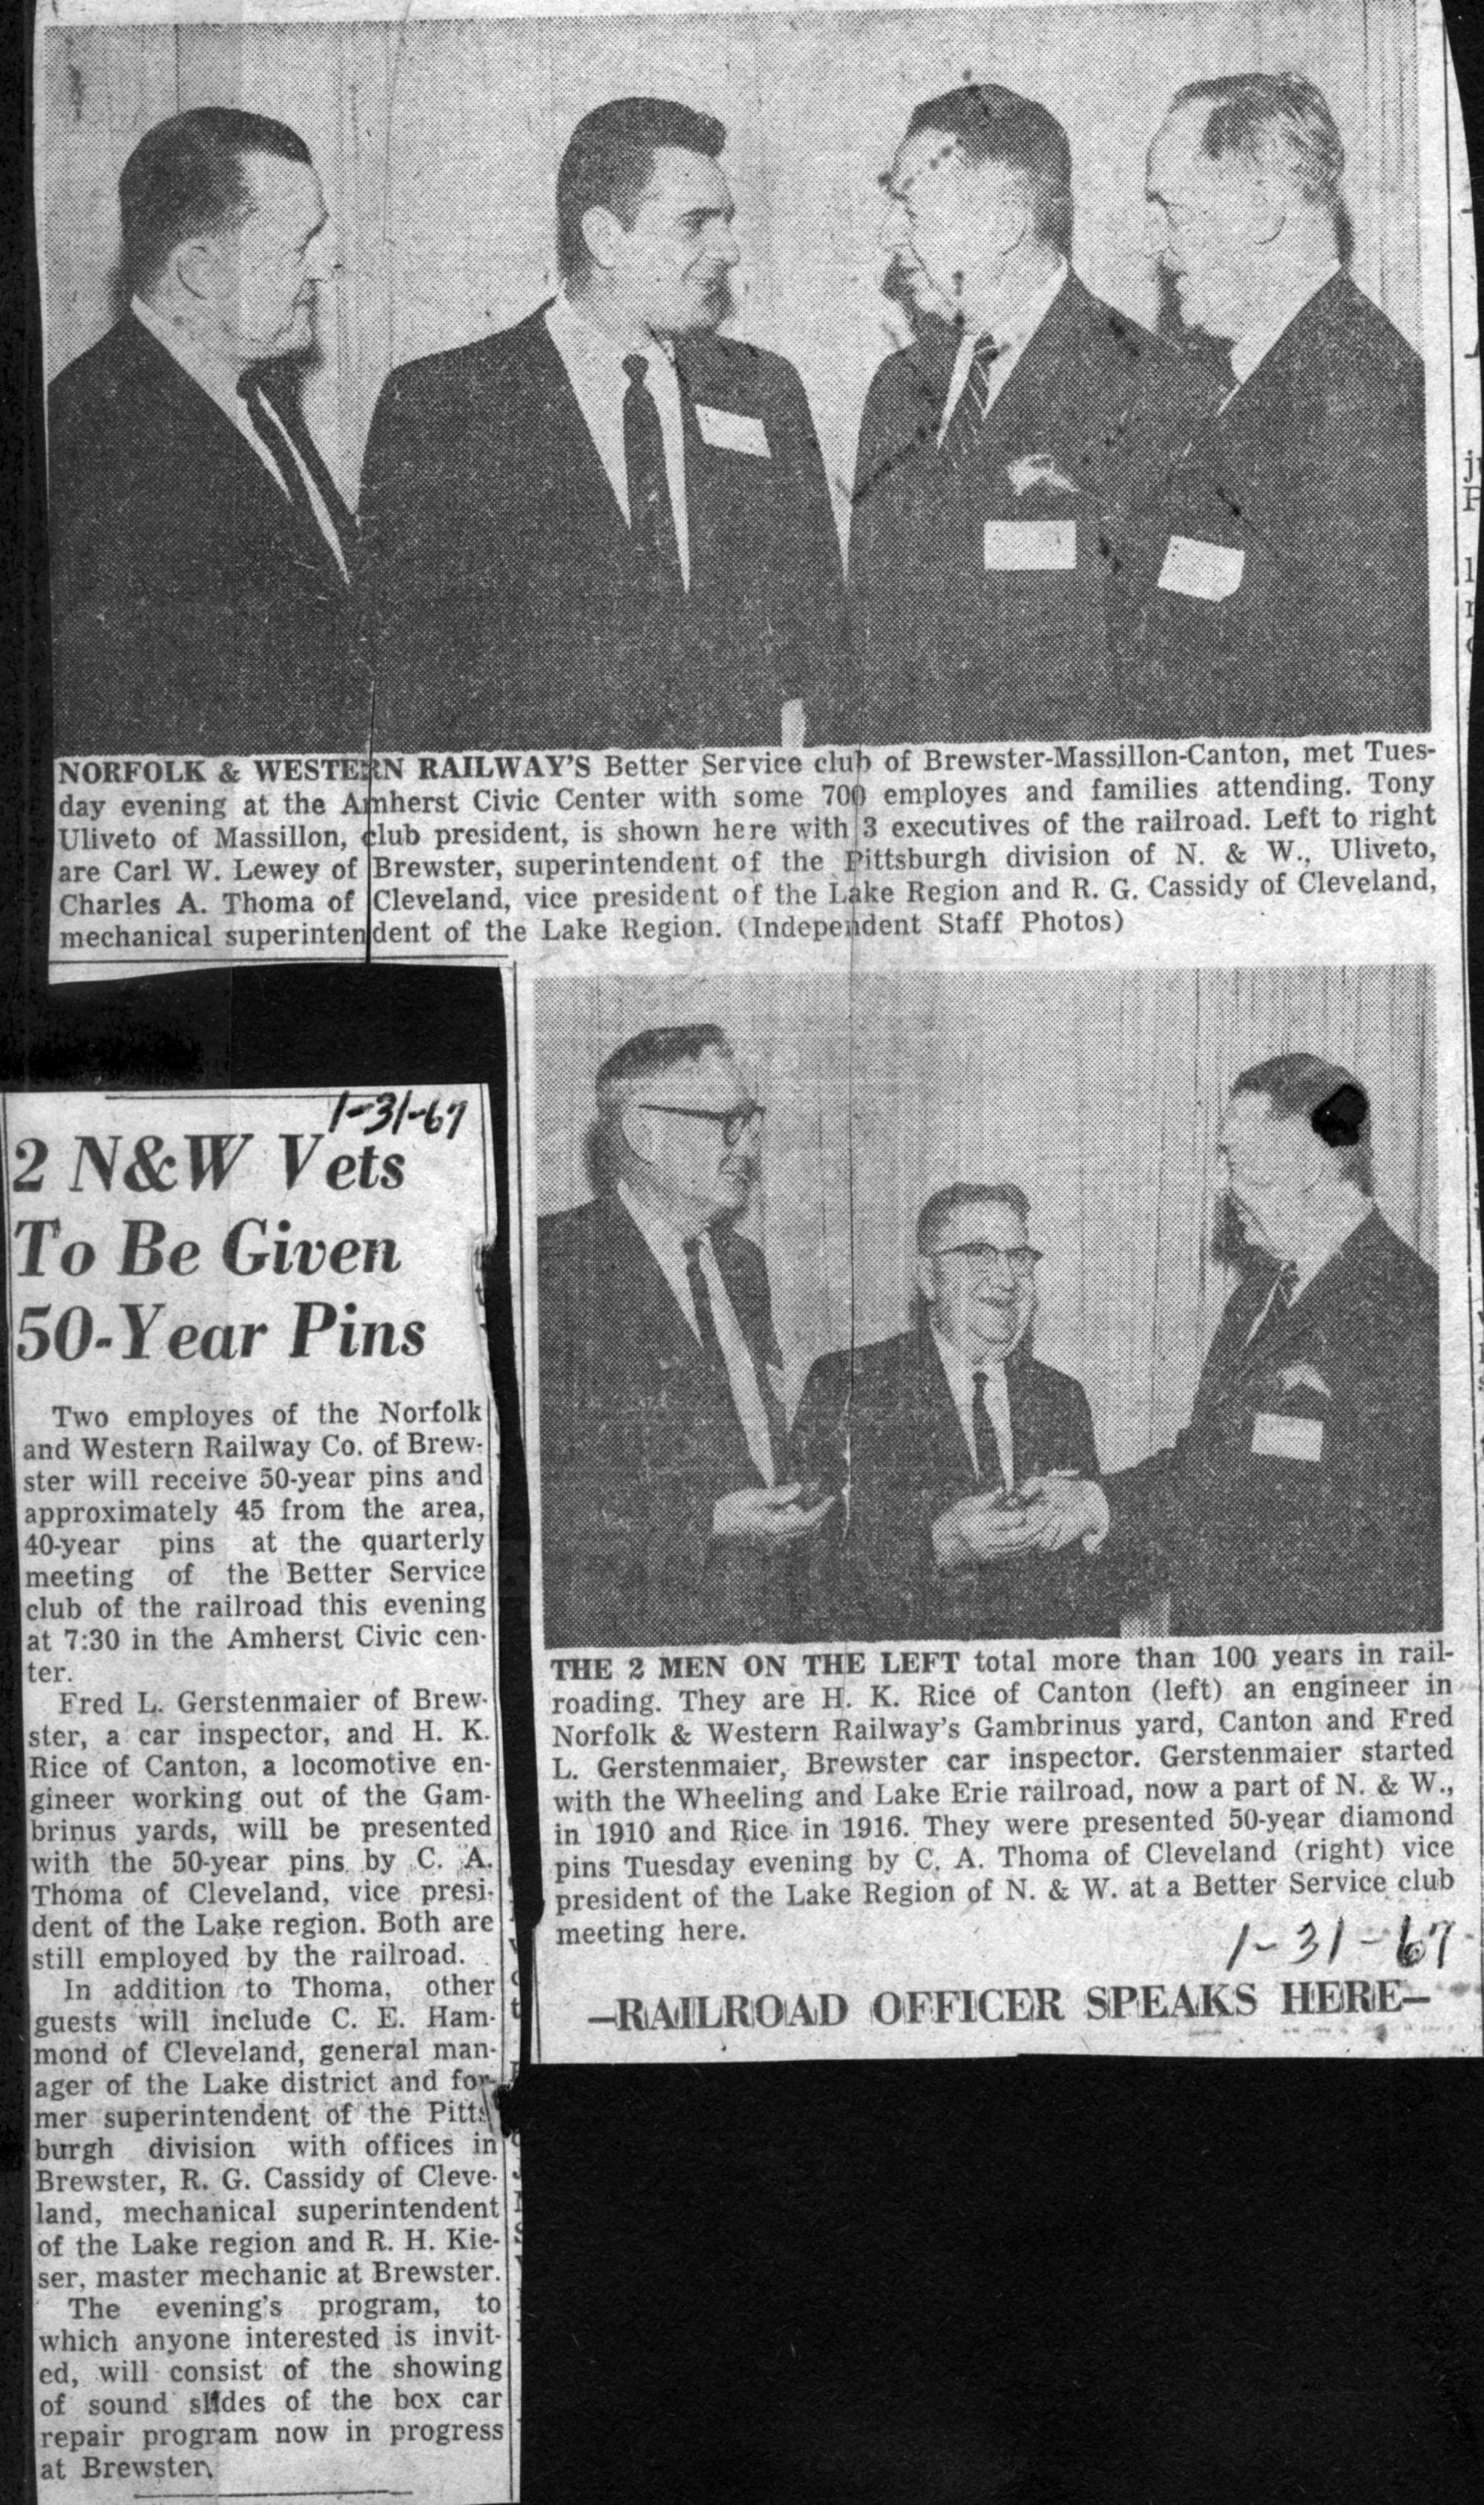 NORFOLK & WESTERN RAILWAY'S Better Service club of Brewster-Massillon-Canton, met Tues-
day evening at the Amherst Civic Center with some 700 employes and families attending. Tony
Uliveto of Massillon, club president, is shown here with 3 executives of the railroad. Left to right
are Carl W. Lewey of Brewster, superintendent of the Pittsburgh division of N. & W., Uliveto,
Charles A. Thoma of Cleveland, vice president of the Lake Region and R. G. Cassidy of Cleveland,
mechanical superintendent of the Lake Region. (Independent Staff Photos)
1-31-67
2 N&W Vets
To Be Given
50-Year Pins
Two employes of the Norfolk
and Western Railway Co. of Brew-
ster will receive 50-year pins and
approximately 45 from the area,
40-year pins at the quarterly
meeting of the Better Service
club of the railroad this evening
at 7:30 in the Amherst Civic cen-
ter.
Fred L. Gerstenmaier of Brew-
ster, a car inspector, and H. K.
Rice of Canton, a locomotive en-
gineer working out of the Gam-
brinus yards, will be presented
with the 50-year pins by C. A.
Thoma of Cleveland, vice presi-
dent of the Lake region. Both are
still employed by the railroad.
In addition to Thoma, other
guests will include C. E. Ham-
mond of Cleveland, general man-
ager of the Lake district and for-
mer superintendent of the Pitts
burgh division with offices in
Brewster, R. G. Cassidy of Cleve-
land, mechanical superintendent
of the Lake region and R. H. Kie-
ser, master mechanic at Brewster.
The evening's program, to
which anyone interested is invit-
ed, will consist of the showing
of sound slides of the box car
repair program now in progress
at Brewster.
THE 2 MEN ON THE LEFT total more than 100 years in rail-
roading. They are H. K. Rice of Canton (left) an engineer in
Norfolk & Western Railway's Gambrinus yard, Canton and Fred
L. Gerstenmaier, Brewster car inspector. Gerstenmaier started
with the Wheeling and Lake Erie railroad, now a part of N. & W.,
in 1910 and Rice in 1916. They were presented 50-year diamond
pins Tuesday evening by C. A. Thoma of Cleveland (right) vice
president of the Lake Region of N. & W. at a Better Service club
meeting here.
1-31-67
—RAILROAD OFFICER SPEAKS HERE—